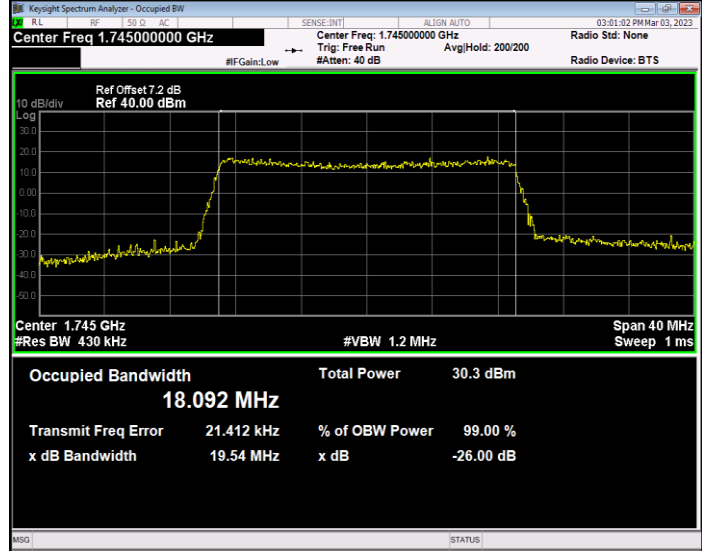 Keysight Spectrum Analyzer - Occupied BW
RL RF 50 Ω AC SENSE:INT ALIGN AUTO 03:01:02 PM Mar 03, 2023
Center Freq 1.745000000 GHz Center Freq: 1.745000000 GHz Radio Std: None
Trig: Free Run Avg|Hold: 200/200
#IFGain:Low #Atten: 40 dB Radio Device: BTS
Ref Offset 7.2 dB
10 dB/div Ref 40.00 dBm
Log
30.0
20.0
10.0
0.00
-10.0
-20.0
-30.0
-40.0
-50.0
Center 1.745 GHz Span 40 MHz
#Res BW 430 kHz #VBW 1.2 MHz Sweep 1 ms
Occupied Bandwidth Total Power 30.3 dBm
18.092 MHz
Transmit Freq Error 21.412 kHz % of OBW Power 99.00 %
x dB Bandwidth 19.54 MHz x dB -26.00 dB
MSG STATUS